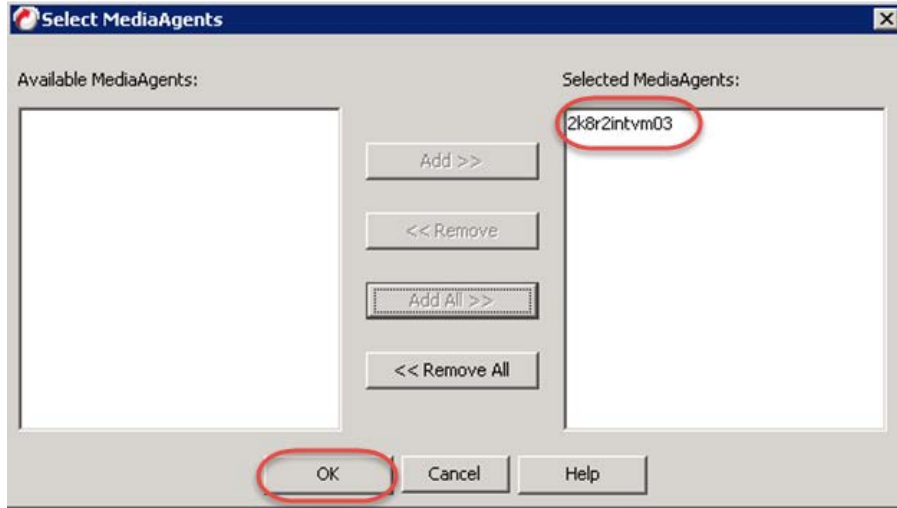 Select MediaAgents
Available MediaAgents:
Selected MediaAgents:
2k8r2intvm03
Add >>
<< Remove
Add All >>
<< Remove All
OK
Cancel
Help